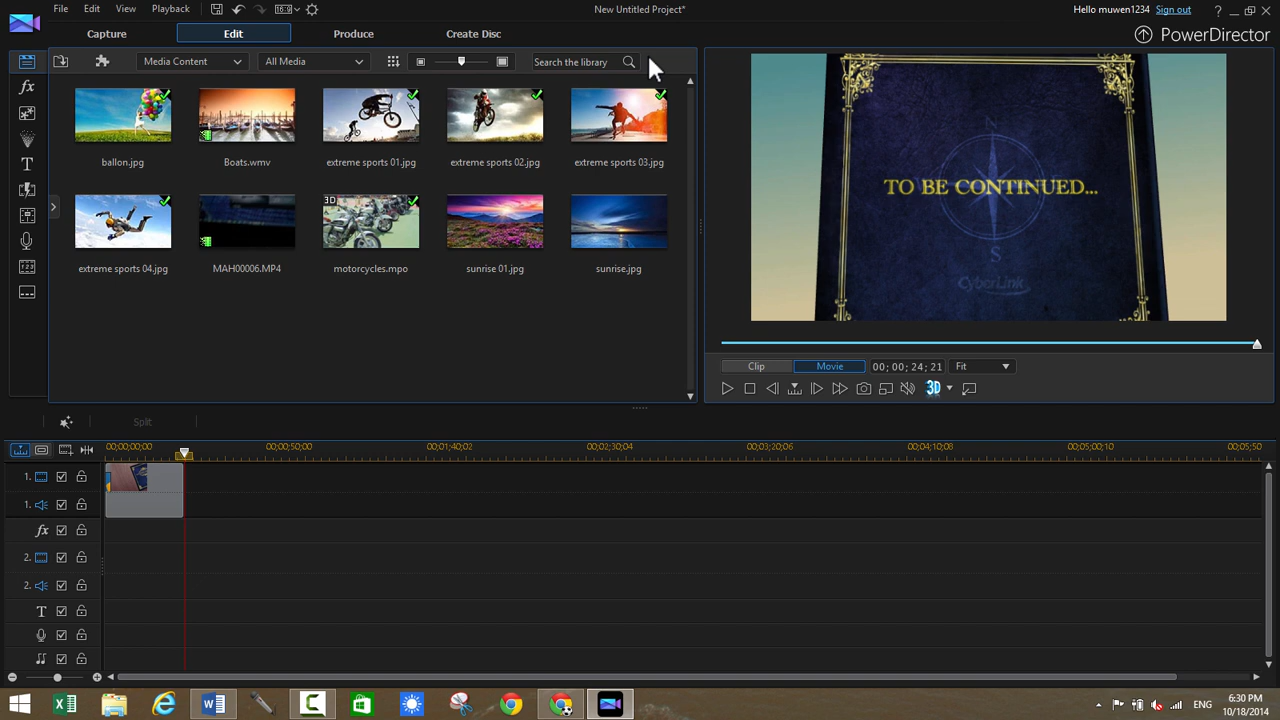 File Edit View Playback 16:9 New Untitled Project* Hello muwen1234 Sign out ?
Capture Edit Produce Create Disc PowerDirector
Media Content All Media Search the library
ballon.jpg Boats.wmv extreme sports 01.jpg extreme sports 02.jpg extreme sports 03.jpg
3D
extreme sports 04.jpg MAH00006.MP4 motorcycles.mpo sunrise 01.jpg sunrise.jpg
fx
T
N
TO BE CONTINUED...
S
CyberLink
Clip Movie 00; 00; 24; 21 Fit
3D
Split
00;00;00;00 00;00;50;00 00;01;40;02 00;02;30;04 00;03;20;06 00;04;10;08 00;05;00;10 00;05;50
1.
1.
fx
2.
2.
T
ENG 6:30 PM
10/18/2014